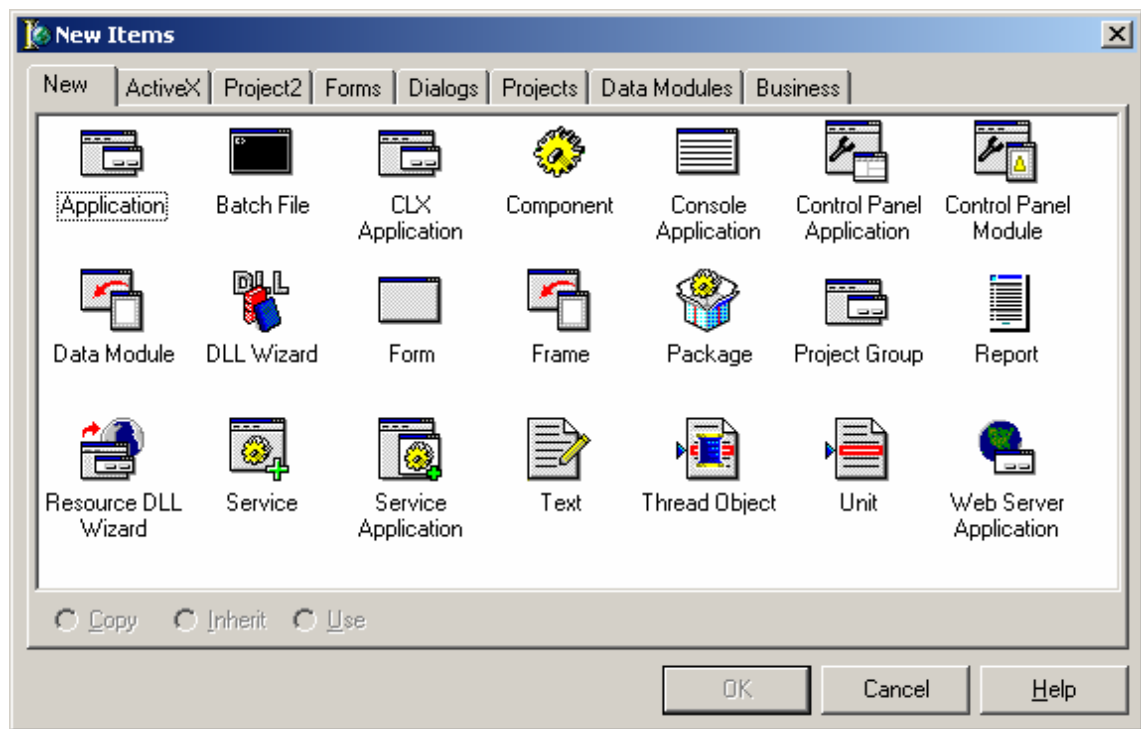 New Items
New ActiveX Project2 Forms Dialogs Projects Data Modules Business
Application Batch File CLX Application Component Console Application Control Panel Application Control Panel Module
Data Module DLL Wizard Form Frame Package Project Group Report
Resource DLL Wizard Service Service Application Text Thread Object Unit Web Server Application
Copy Inherit Use
OK Cancel Help